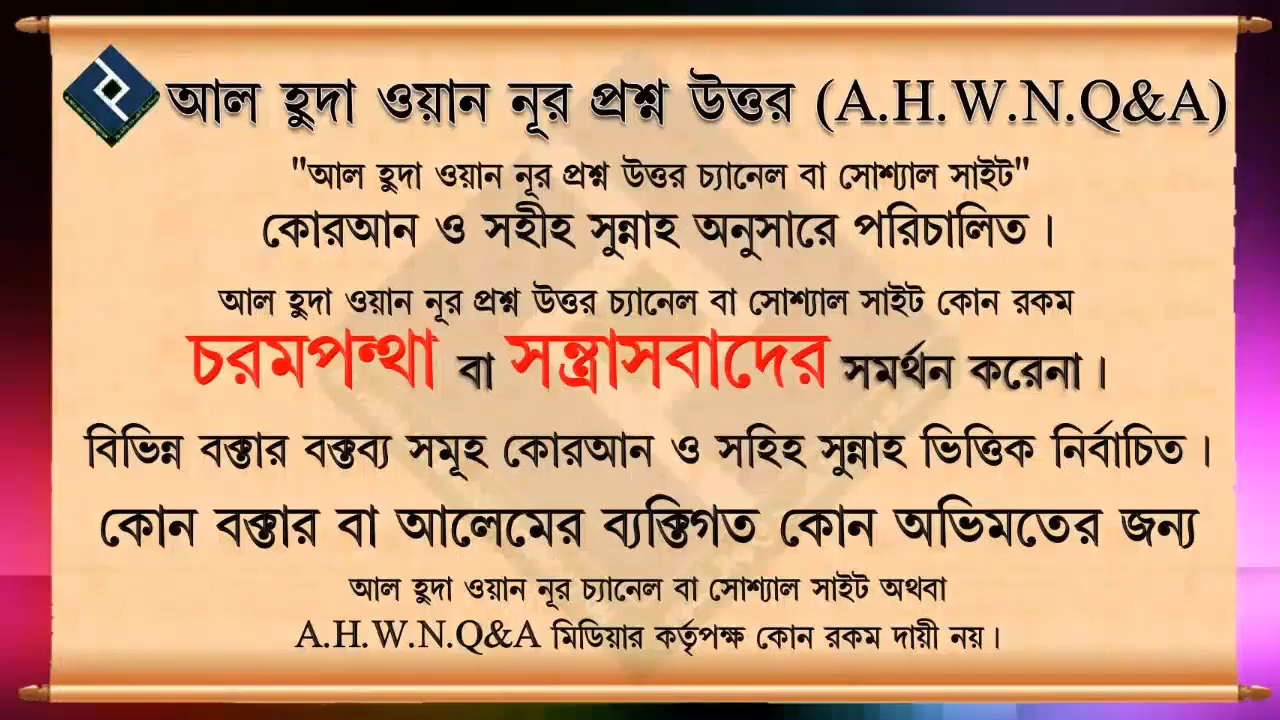 আল হুদা ওয়ান নূর প্রশ্ন উত্তর (A.H.W.N.Q&A)
"আল হুদা ওয়ান নূর প্রশ্ন উত্তর চ্যানেল বা সোশ্যাল সাইট"
কোরআন ও সহীহ সুন্নাহ অনুসারে পরিচালিত।
আল হুদা ওয়ান নূর প্রশ্ন উত্তর চ্যানেল বা সোশ্যাল সাইট কোন রকম
চরমপন্থা বা সন্ত্রাসবাদের সমর্থন করেনা।
বিভিন্ন বক্তার বক্তব্য সমূহ কোরআন ও সহিহ সুন্নাহ ভিত্তিক নির্বাচিত।
কোন বক্তার বা আলেমের ব্যক্তিগত কোন অভিমতের জন্য
আল হুদা ওয়ান নূর চ্যানেল বা সোশ্যাল সাইট অথবা
A.H.W.N.Q&A মিডিয়ার কর্তৃপক্ষ কোন রকম দায়ী নয়।